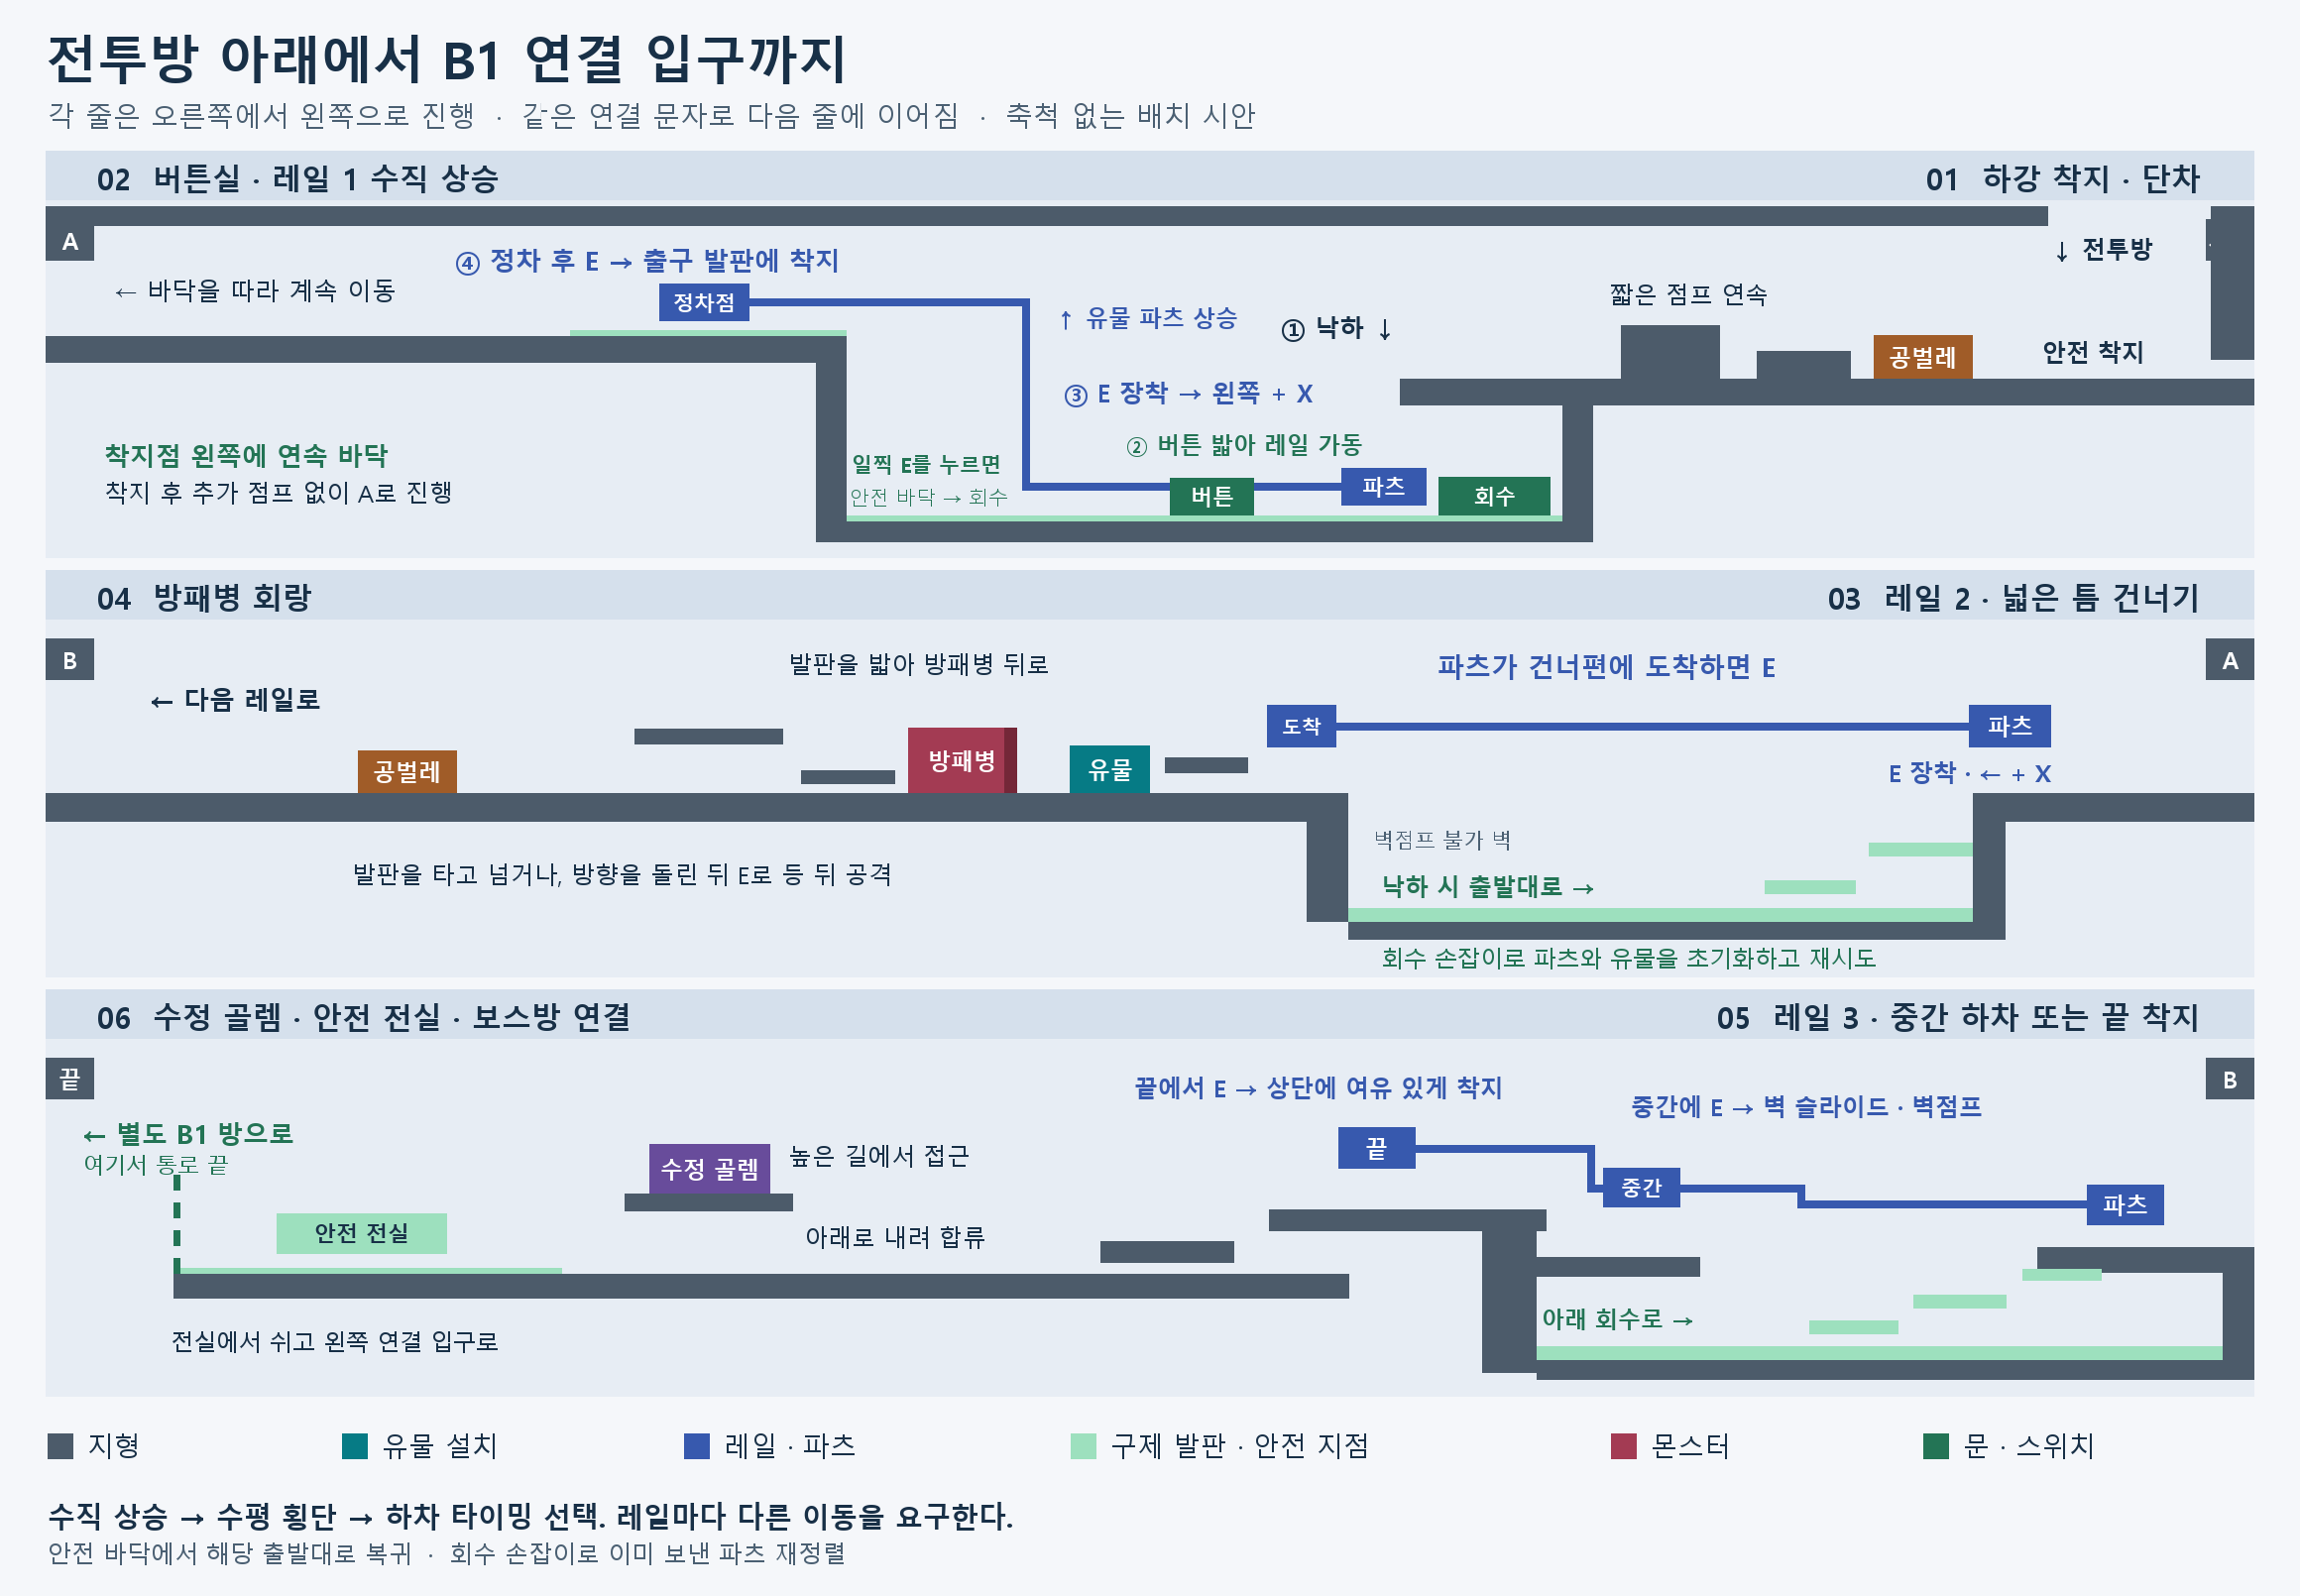 전투방 아래에서 B1 연결 입구까지
각 줄은 오른쪽에서 왼쪽으로 진행 · 같은 연결 문자로 다음 줄에 이어짐 · 축척 없는 배치 시안
02 버튼실 · 레일 1 수직 상승
01 하강 착지 · 단차
A
④ 정차 후 E → 출구 발판에 착지
↓ 전투방
← 바닥을 따라 계속 이동
정차점
↑ 유물 파츠 상승
① 낙하 ↓
짧은 점프 연속
공벌레
안전 착지
③ E 장착 → 왼쪽 + X
② 버튼 밟아 레일 가동
착지점 왼쪽에 연속 바닥
착지 후 추가 점프 없이 A로 진행
일찍 E를 누르면
안전 바닥 → 회수
버튼
파츠
회수
04 방패병 회랑
03 레일 2 · 넓은 틈 건너기
B
발판을 밟아 방패병 뒤로
파츠가 건너편에 도착하면 E
A
← 다음 레일로
도착
파츠
공벌레
방패병
유물
E 장착 · ← + X
벽점프 불가 벽
발판을 타고 넘거나, 방향을 돌린 뒤 E로 등 뒤 공격
낙하 시 출발대로 →
회수 손잡이로 파츠와 유물을 초기화하고 재시도
06 수정 골렘 · 안전 전실 · 보스방 연결
05 레일 3 · 중간 하차 또는 끝 착지
끝
끝에서 E → 상단에 여유 있게 착지
중간에 E → 벽 슬라이드 · 벽점프
B
← 별도 B1 방으로
여기서 통로 끝
수정 골렘
높은 길에서 접근
끝
중간
파츠
안전 전실
아래로 내려 합류
아래 회수로 →
전실에서 쉬고 왼쪽 연결 입구로
지형
유물 설치
레일 · 파츠
구제 발판 · 안전 지점
몬스터
문 · 스위치
수직 상승 → 수평 횡단 → 하차 타이밍 선택. 레일마다 다른 이동을 요구한다.
안전 바닥에서 해당 출발대로 복귀 · 회수 손잡이로 이미 보낸 파츠 재정렬